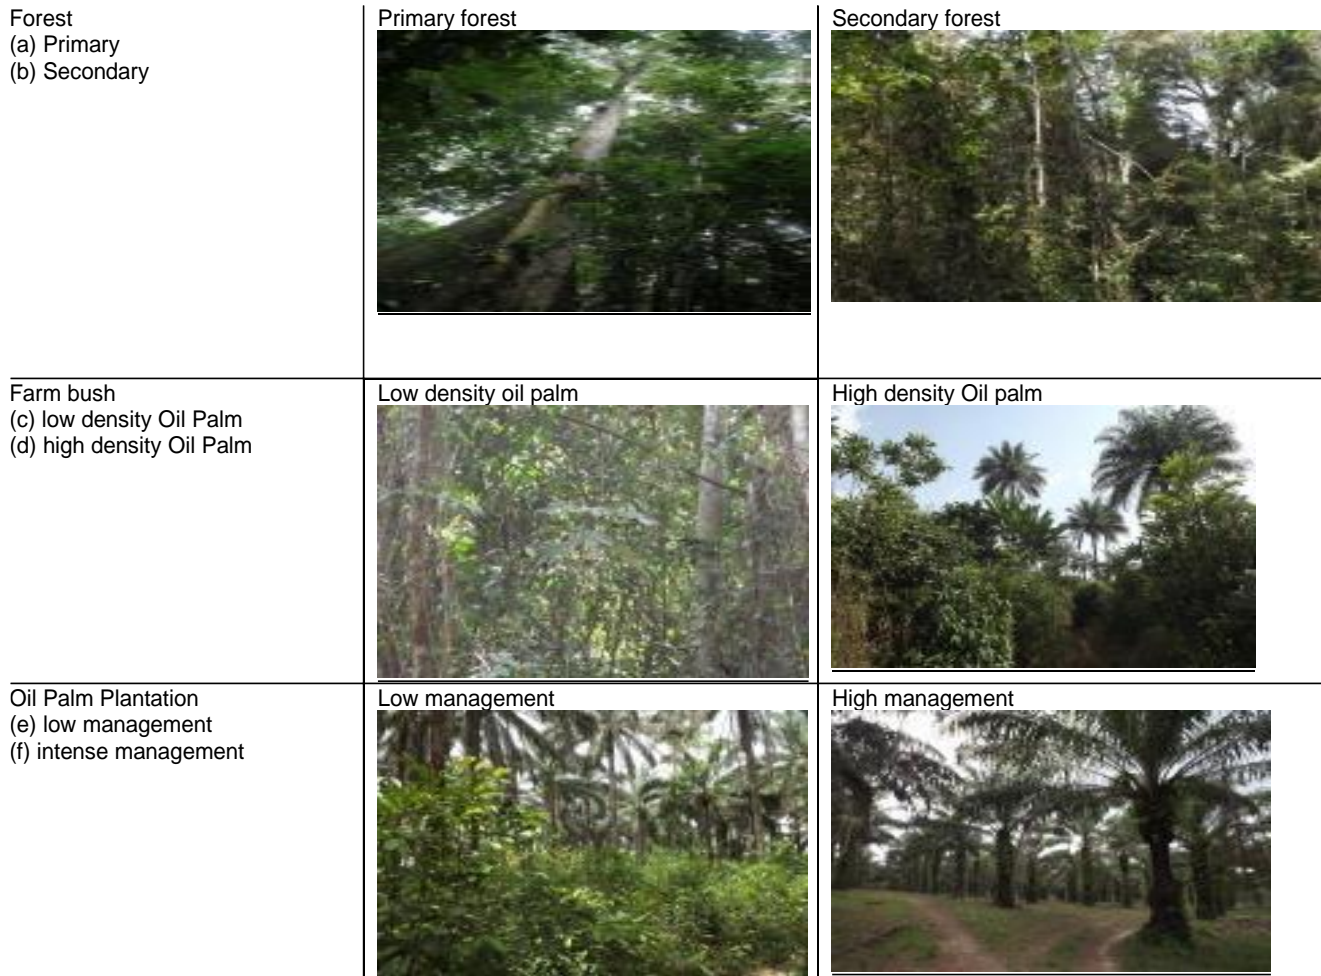 Forest
(a) Primary
(b) Secondary
Primary forest
Secondary forest
Farm bush
(c) low density Oil Palm
(d) high density Oil Palm
Low density oil palm
High density Oil palm
Oil Palm Plantation
(e) low management
(f) intense management
Low management
High management